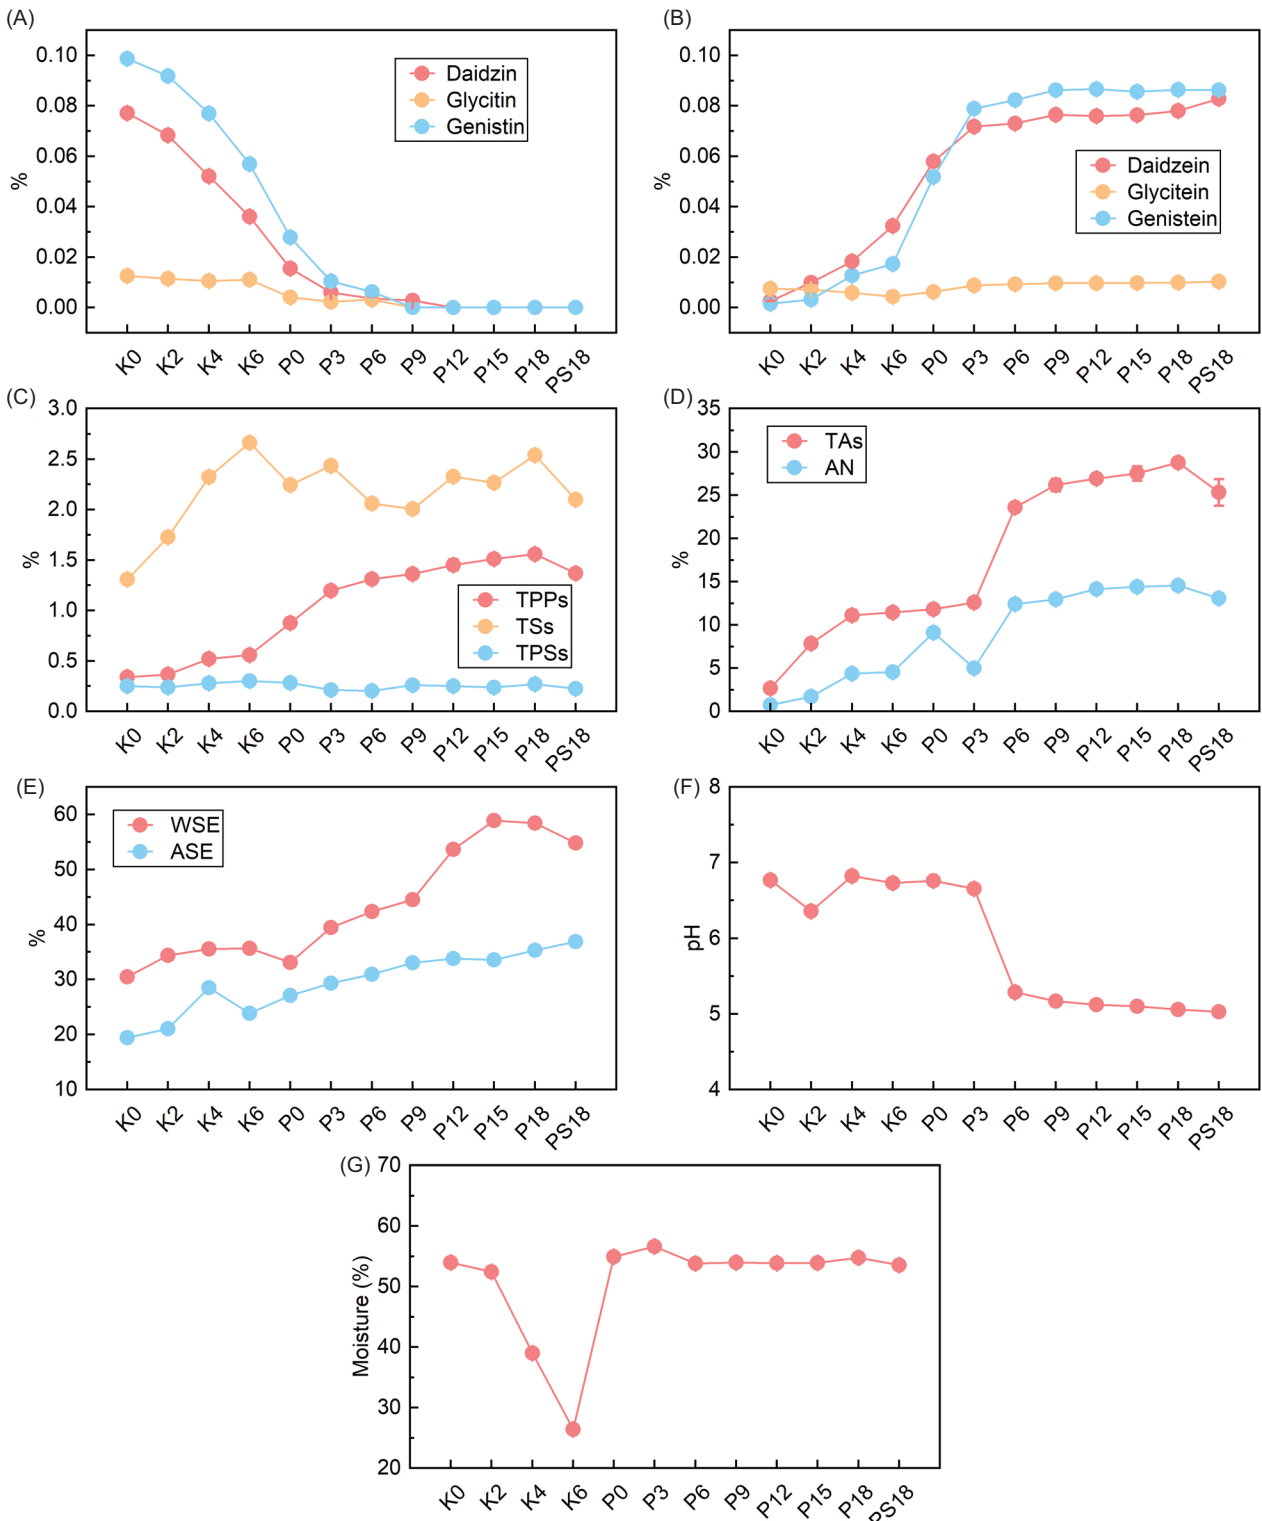 (A)
0.10
0.08
0.06
0.04
0.02
0.00
%
Daidzin
Glycitin
Genistin
K0 K2 K4 K6 P0 P3 P6 P9 P12 P15 P18 PS18
(B)
0.10
0.08
0.06
0.04
0.02
0.00
%
Daidzein
Glycitein
Genistein
K0 K2 K4 K6 P0 P3 P6 P9 P12 P15 P18 PS18
(C)
3.0
2.5
2.0
1.5
1.0
0.5
0.0
%
TPPs
TSs
TPSs
K0 K2 K4 K6 P0 P3 P6 P9 P12 P15 P18 PS18
(D)
35
30
25
20
15
10
5
0
%
TAs
AN
K0 K2 K4 K6 P0 P3 P6 P9 P12 P15 P18 PS18
(E)
60
50
40
30
20
10
%
WSE
ASE
K0 K2 K4 K6 P0 P3 P6 P9 P12 P15 P18 PS18
(F)
8
7
6
5
4
pH
K0 K2 K4 K6 P0 P3 P6 P9 P12 P15 P18 PS18
(G)
70
60
50
40
30
20
Moisture (%)
K0 K2 K4 K6 P0 P3 P6 P9 P12 P15 P18 PS18